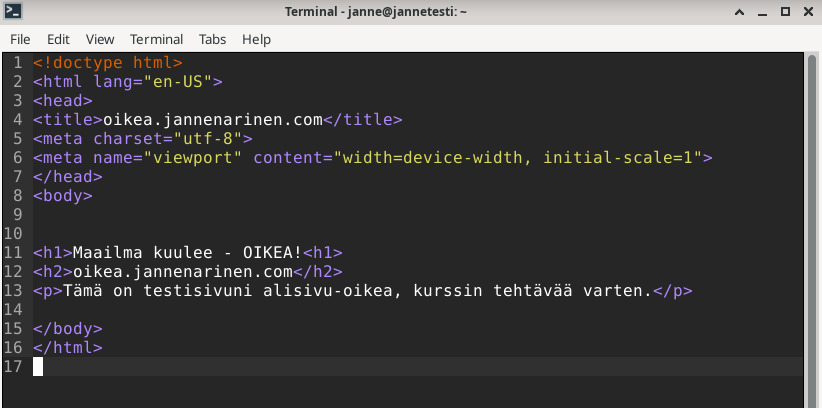 Terminal - janne@jannetesti: ~
File Edit View Terminal Tabs Help
1 <!doctype html>
2 <html lang="en-US">
3 <head>
4 <title>oikea.jannenarinen.com</title>
5 <meta charset="utf-8">
6 <meta name="viewport" content="width=device-width, initial-scale=1">
7 </head>
8 <body>
9
10
11 <h1>Maailma kuulee - OIKEA!<h1>
12 <h2>oikea.jannenarinen.com</h2>
13 <p>Tämä on testisivuni alisivu-oikea, kurssin tehtävää varten.</p>
14
15 </body>
16 </html>
17